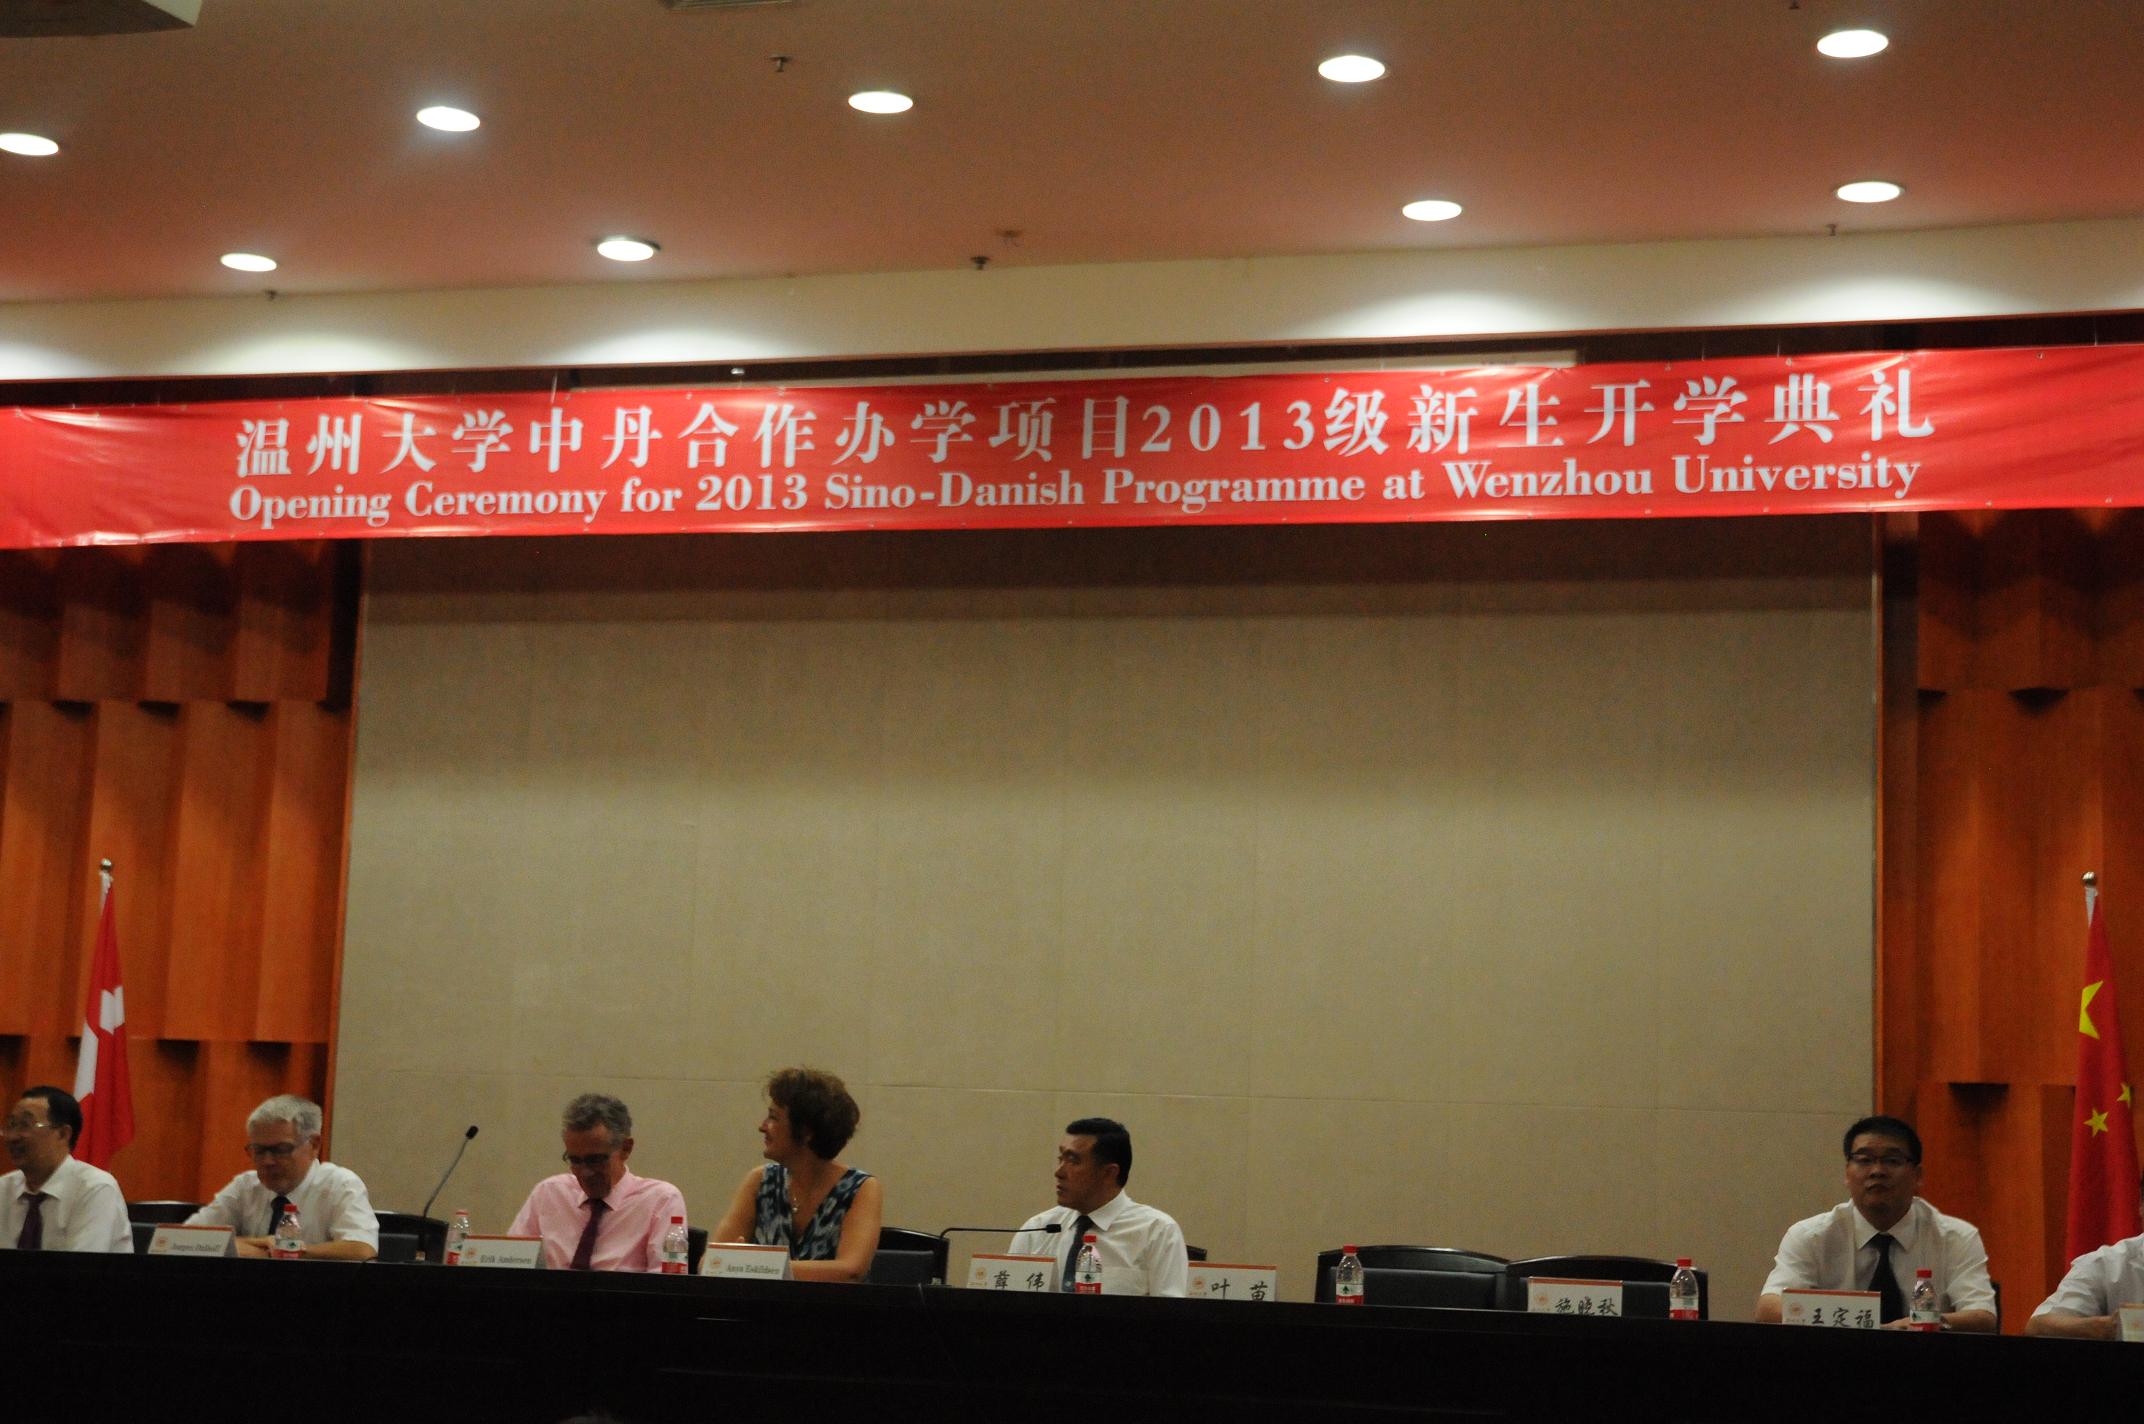 温州大学中丹合作办学项目2013级新生开学典礼
Opening Ceremony for 2013 Sino-Danish Programme at Wenzhou University
Erik Andersen
Anya Eskildsen
薛 伟
叶 苗
施晓秋
王定福